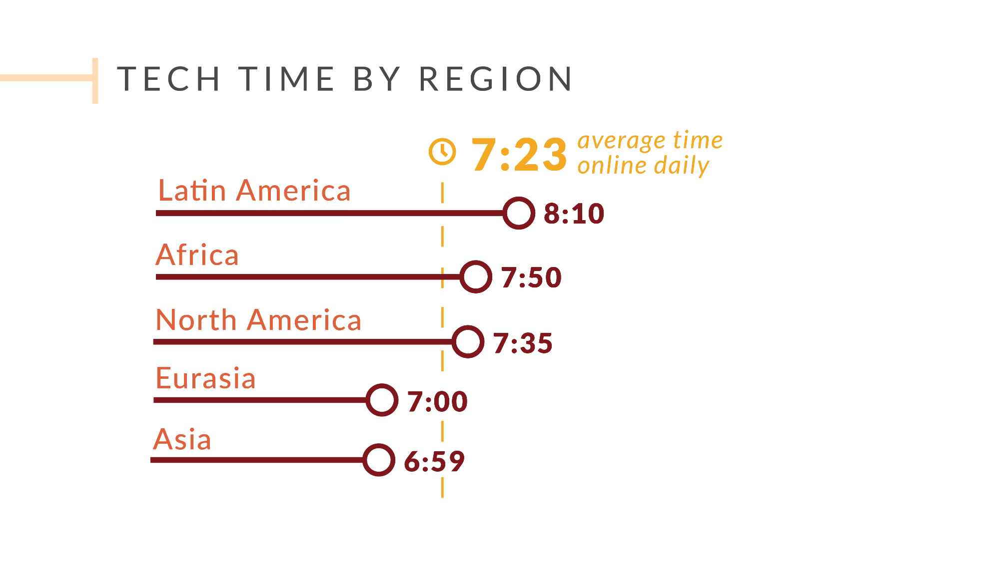 TECH TIME BY REGION
7:23 average time
online daily
Latin America
8:10
Africa
7:50
North America
7:35
Eurasia
7:00
Asia
6:59